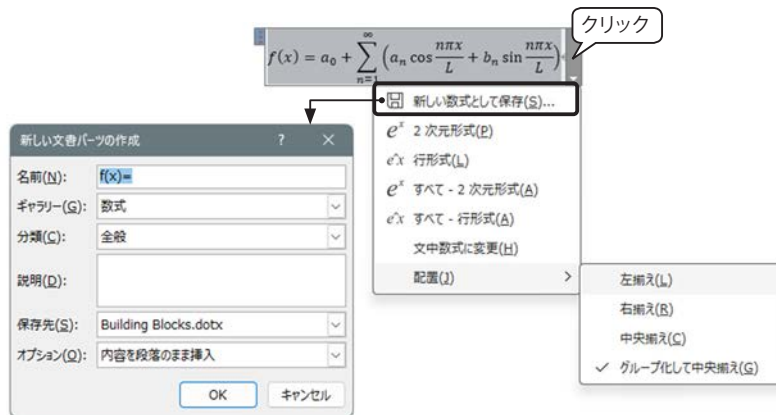 クリック
f(x) = a₀ + ∑_{n=1}^{∞} (aₙ cos nπx/L + bₙ sin nπx/L)
新しい数式として保存(S)...
eˣ 2 次元形式(P)
e^x 行形式(L)
eˣ すべて - 2 次元形式(A)
e^x すべて - 行形式(A)
文中数式に変更(H)
配置(J)
左揃え(L)
右揃え(R)
中央揃え(C)
グループ化して中央揃え(G)
新しい文書パーツの作成 ?
名前(N): f(x)=
ギャラリー(G): 数式
分類(C): 全般
説明(D):
保存先(S): Building Blocks.dotx
オプション(O): 内容を段落のまま挿入
OK キャンセル